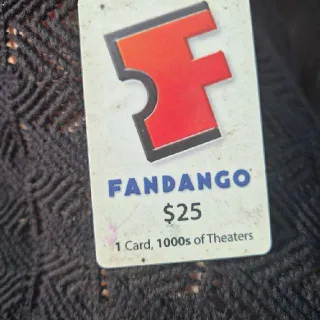 F
FANDANGO
$25
1 Card, 1000s of Theaters